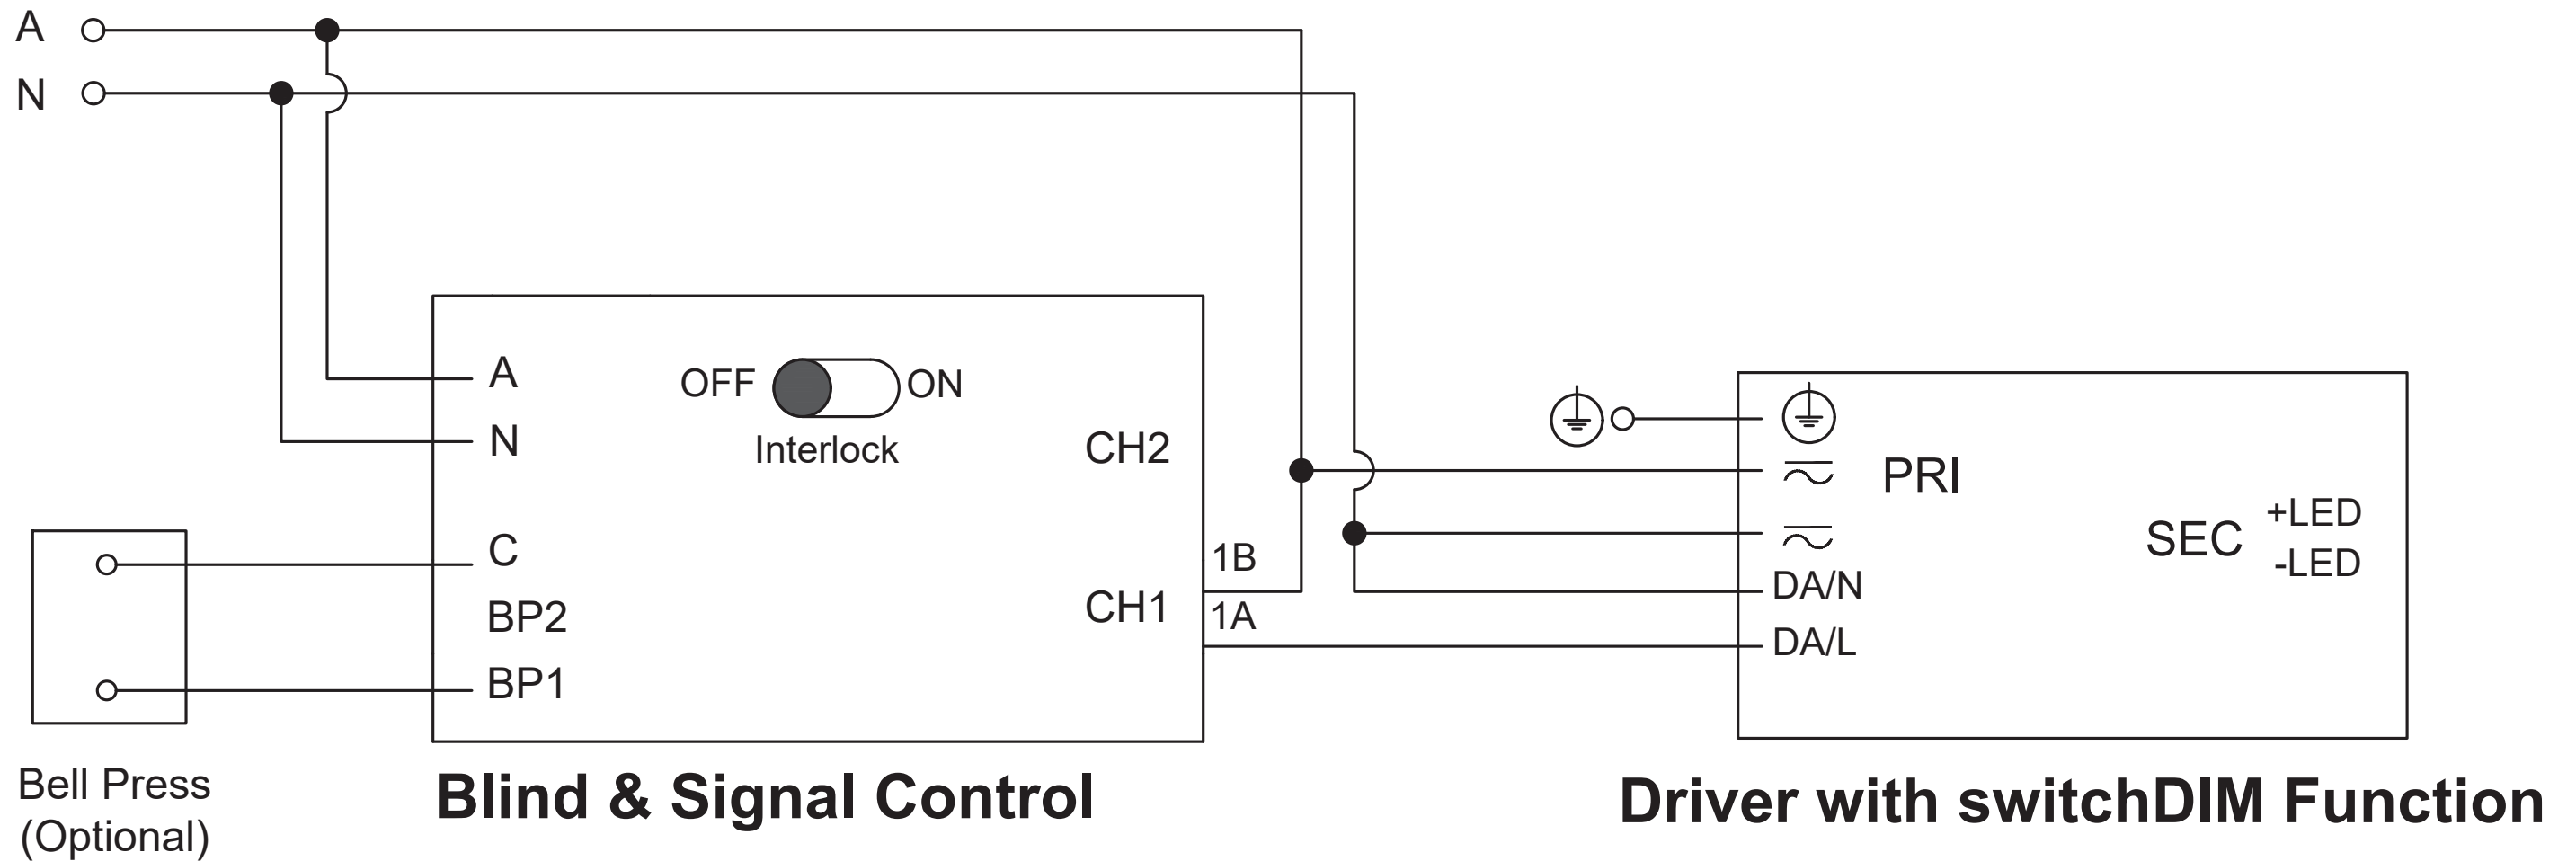 A
N
A
OFF
ON
N
Interlock
CH2
PRI
+LED
SEC
-LED
C
1B
DA/N
BP2
CH1
1A
DA/L
BP1
Bell Press
(Optional)
Blind & Signal Control
Driver with switchDIM Function